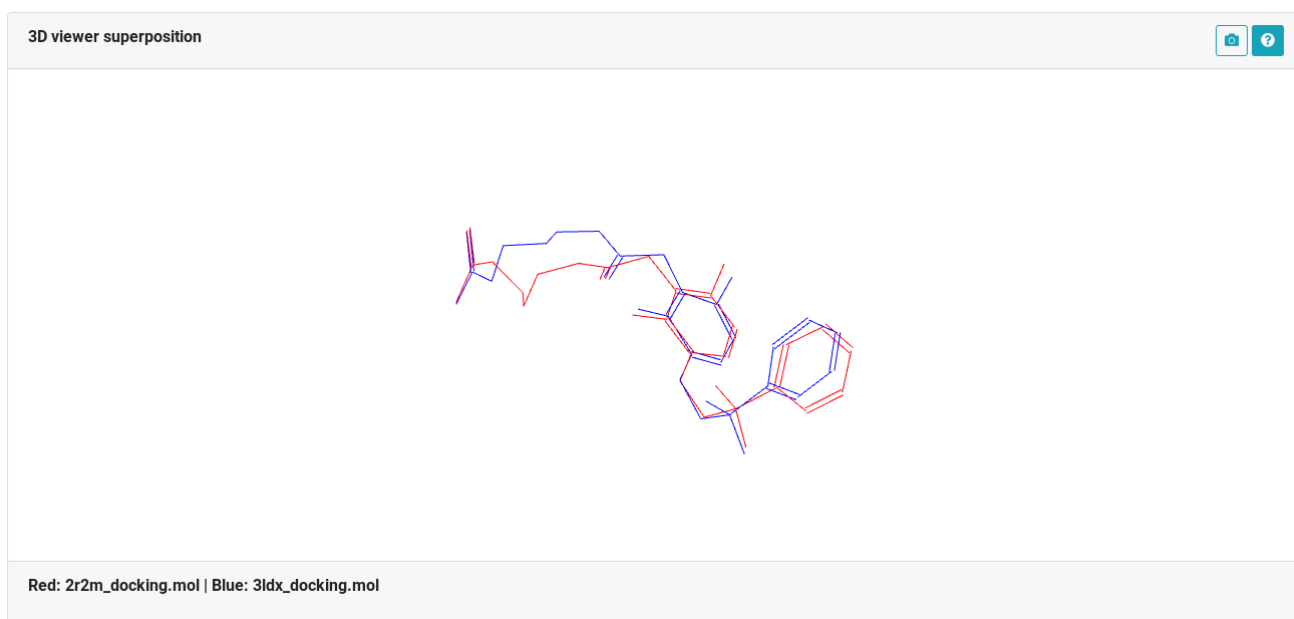 3D viewer superposition
Red: 2r2m_docking.mol | Blue: 3ldx_docking.mol